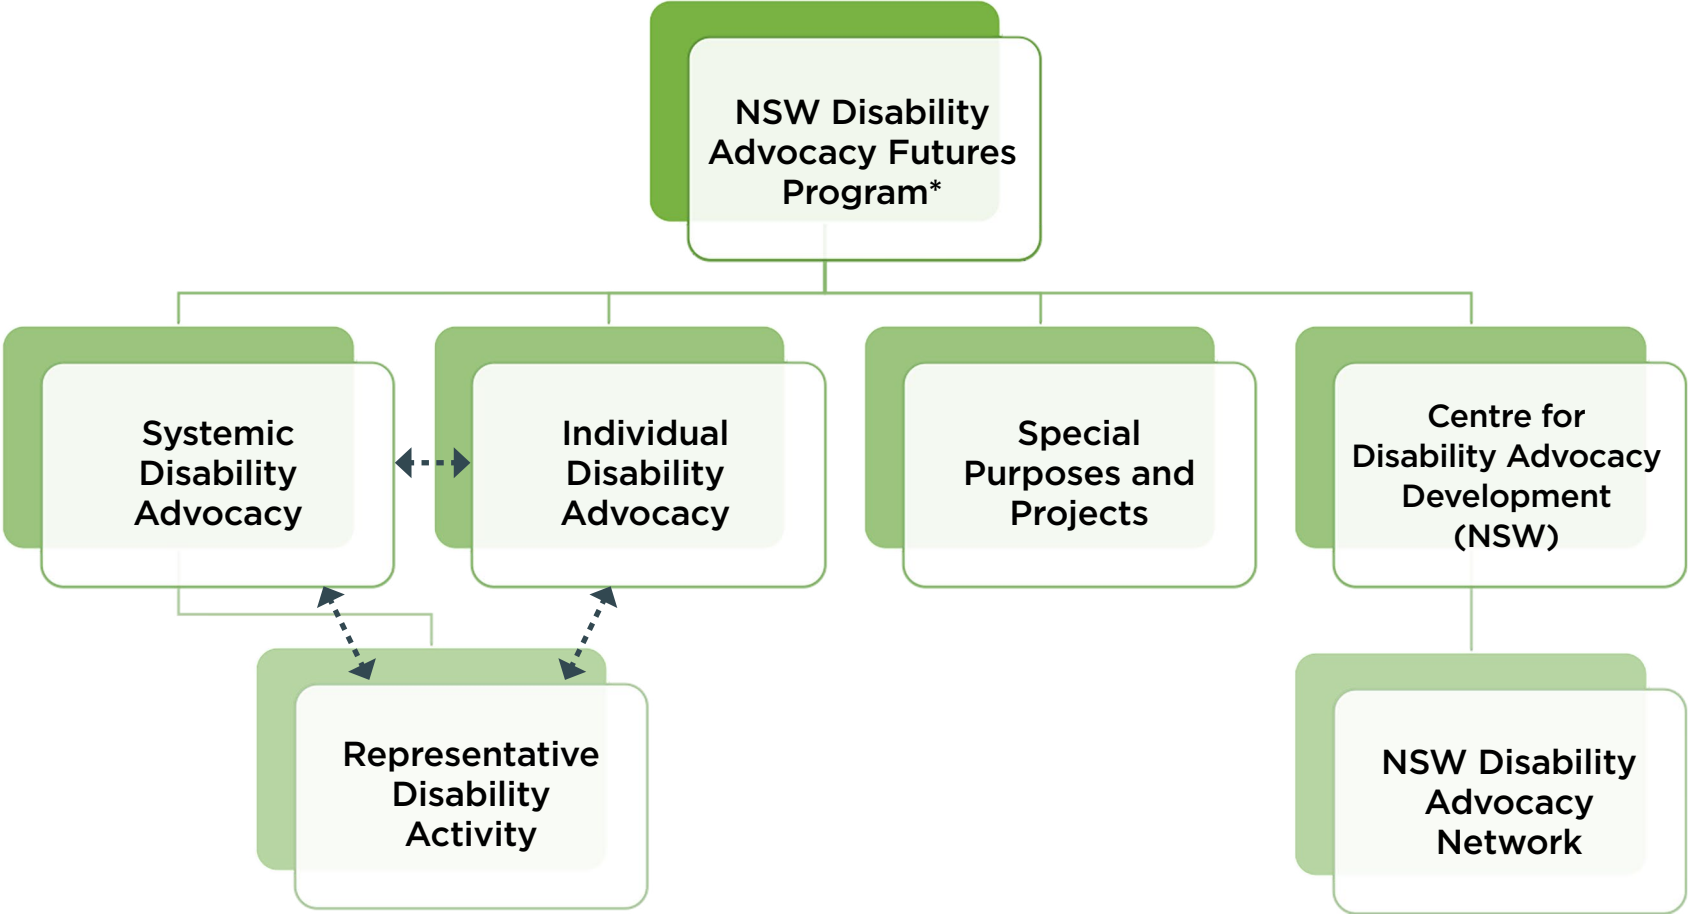 NSW Disability
Advocacy Futures
Program*
Systemic
Disability
Advocacy
Individual
Disability
Advocacy
Special
Purposes and
Projects
Centre for
Disability Advocacy
Development
(NSW)
Representative
Disability
Activity
NSW Disability
Advocacy
Network